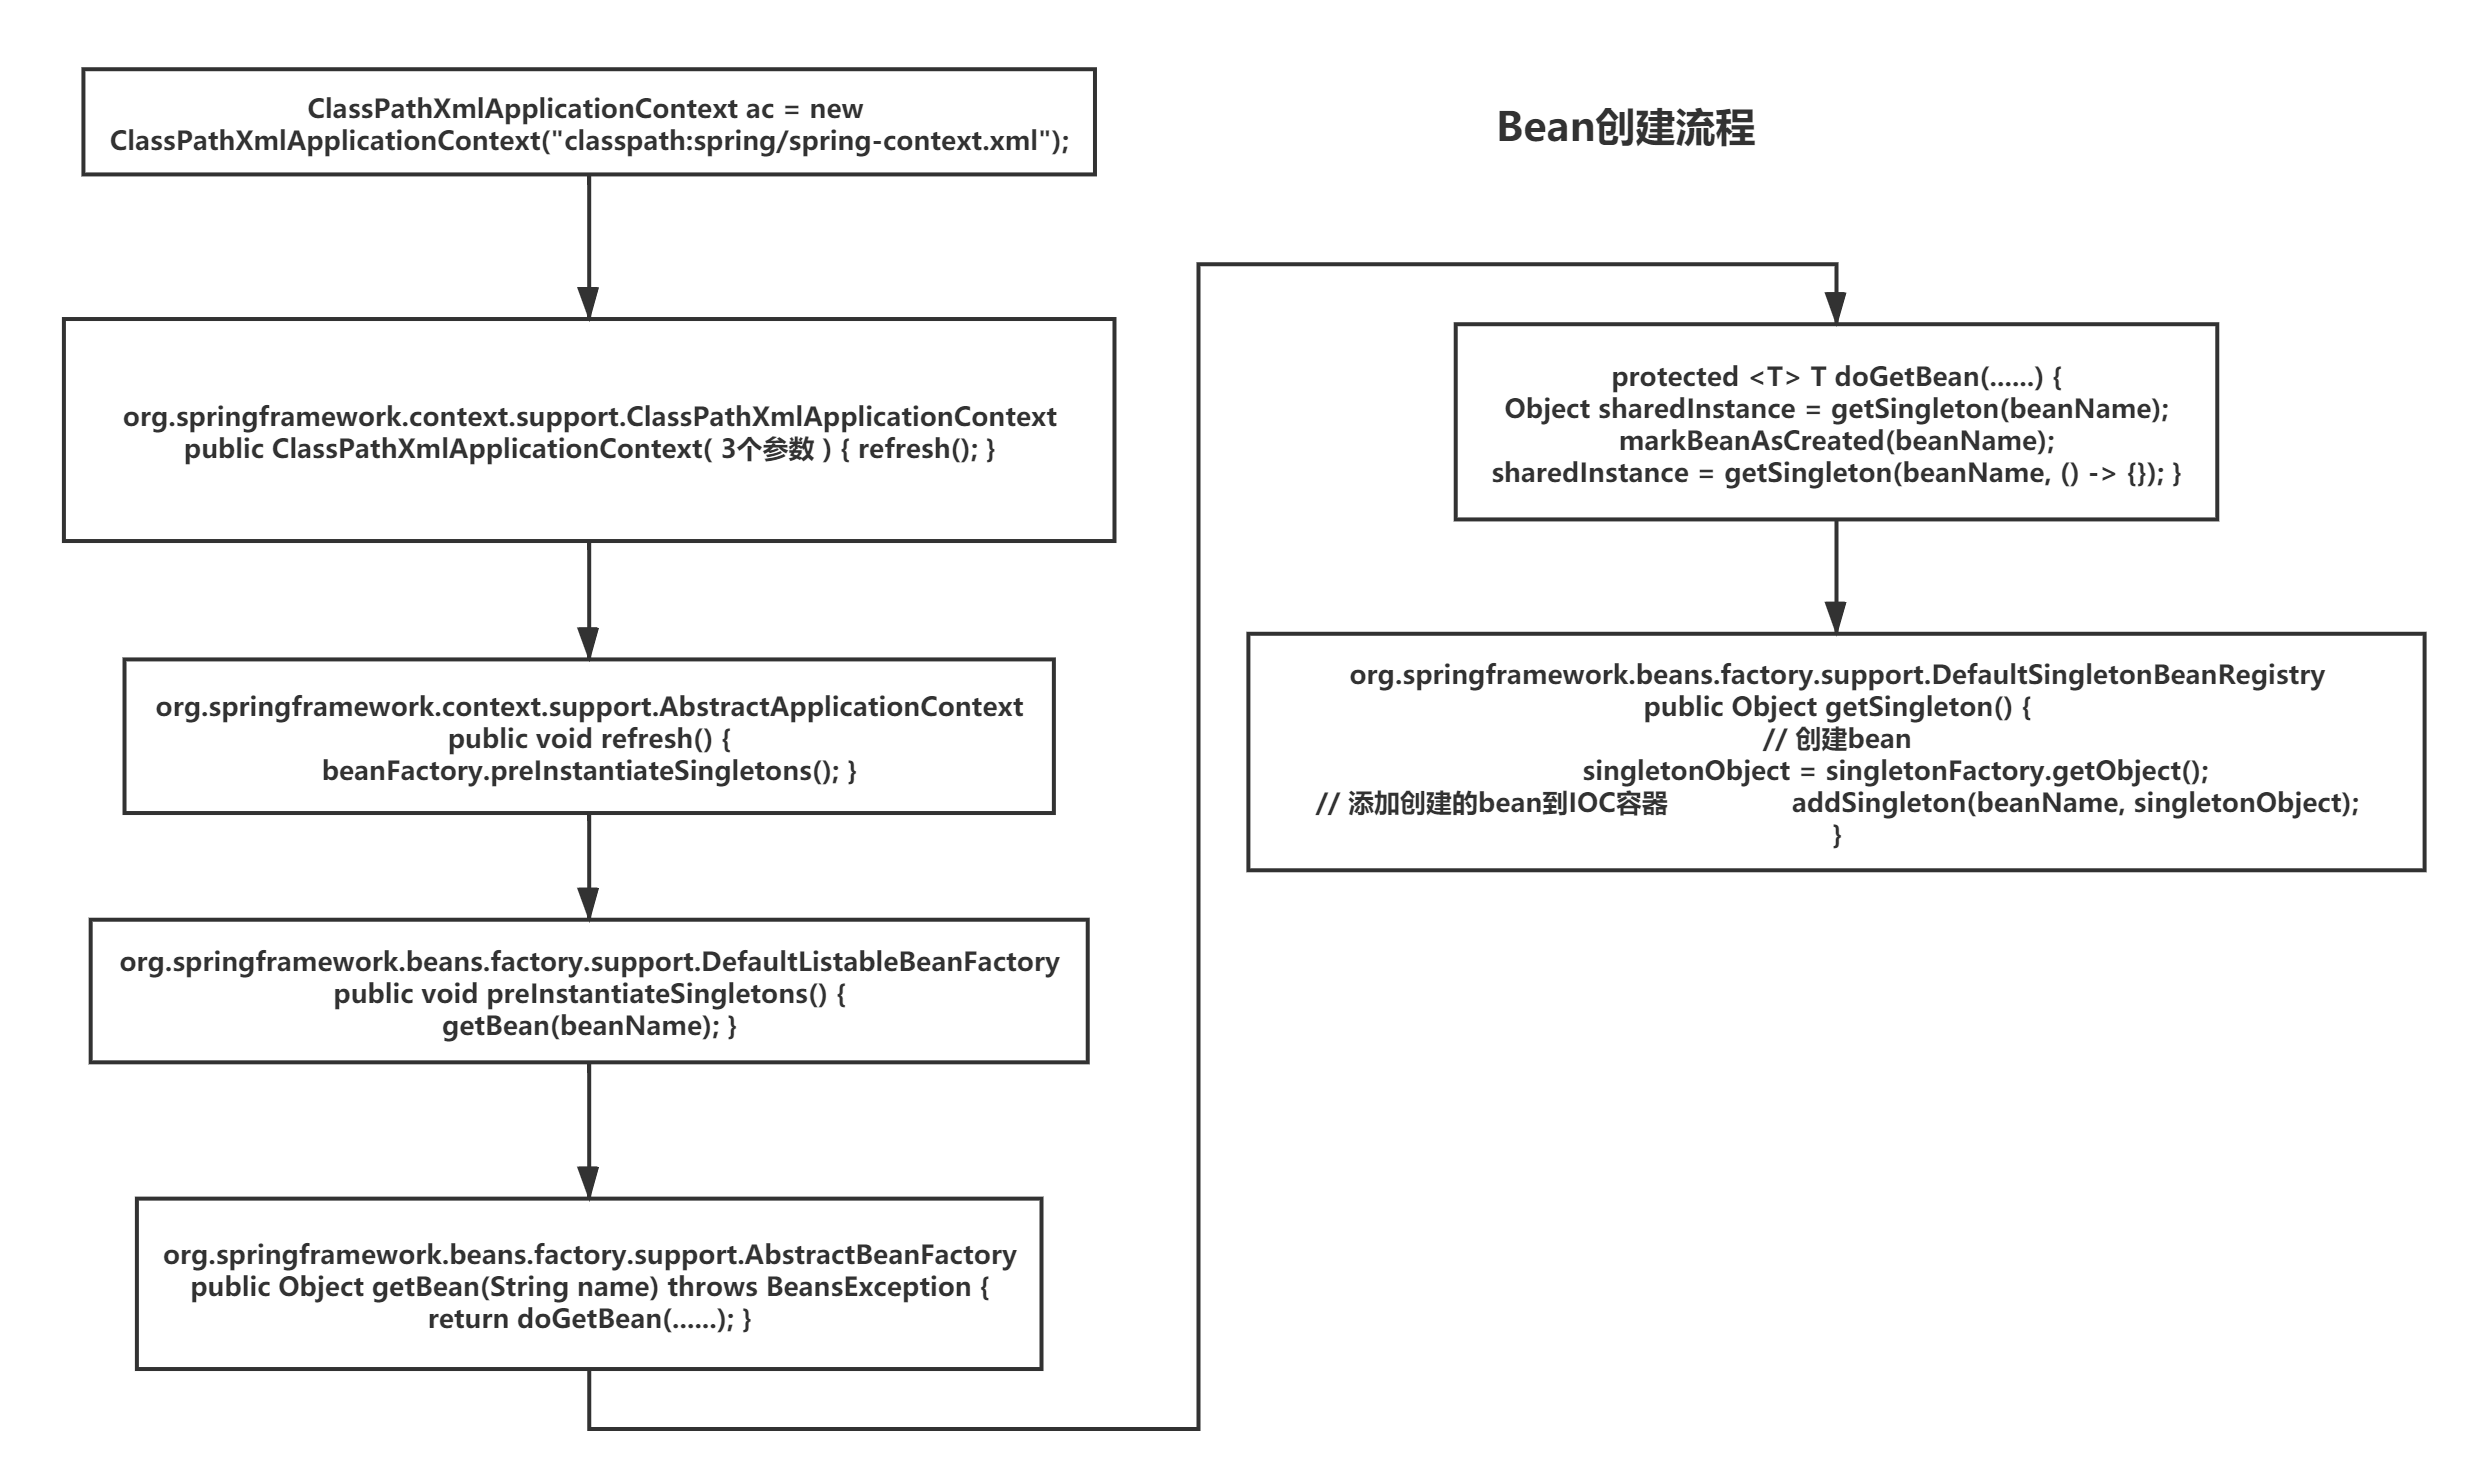 Bean创建流程
ClassPathXmlApplicationContext ac = new
ClassPathXmlApplicationContext("classpath:spring/spring-context.xml");
org.springframework.context.support.ClassPathXmlApplicationContext
public ClassPathXmlApplicationContext( 3个参数 ) { refresh(); }
org.springframework.context.support.AbstractApplicationContext
public void refresh() {
beanFactory.preInstantiateSingletons(); }
org.springframework.beans.factory.support.DefaultListableBeanFactory
public void preInstantiateSingletons() {
getBean(beanName); }
org.springframework.beans.factory.support.AbstractBeanFactory
public Object getBean(String name) throws BeansException {
return doGetBean(......); }
protected <T> T doGetBean(......) {
Object sharedInstance = getSingleton(beanName);
markBeanAsCreated(beanName);
sharedInstance = getSingleton(beanName, () -> {}); }
org.springframework.beans.factory.support.DefaultSingletonBeanRegistry
public Object getSingleton() {
// 创建bean
singletonObject = singletonFactory.getObject();
// 添加创建的bean到IOC容器 addSingleton(beanName, singletonObject);
}